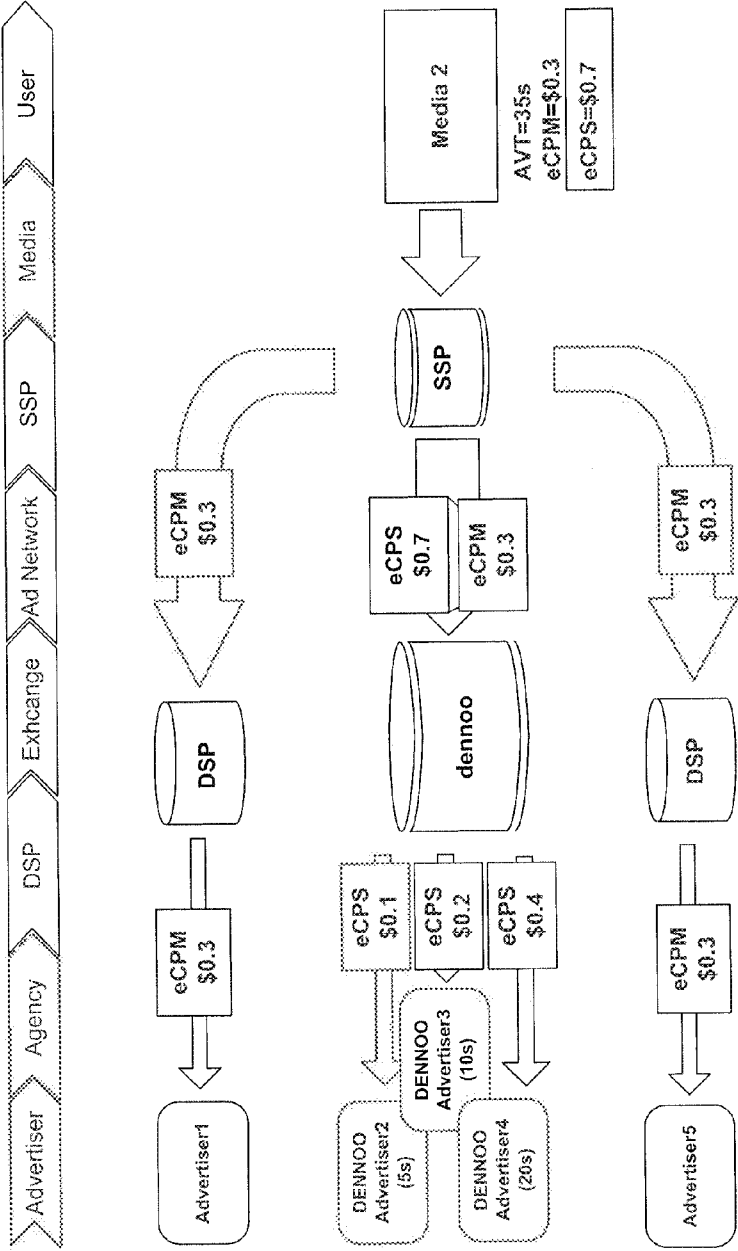 Advertiser
Agency
DSP
Exhcange
Ad Network
SSP
Media
User
Advertiser1
eCPM
$0.3
DSP
eCPM
$0.3
DENNOO
Advertiser2
(5s)
DENNOO
Advertiser3
(10s)
DENNOO
Advertiser4
(20s)
eCPS
$0.1
eCPS
$0.2
eCPS
$0.4
dennoo
eCPS
$0.7
eCPM
$0.3
SSP
Media 2
AVT=35s
eCPM=$0.3
eCPS=$0.7
Advertiser5
eCPM
$0.3
DSP
eCPM
$0.3